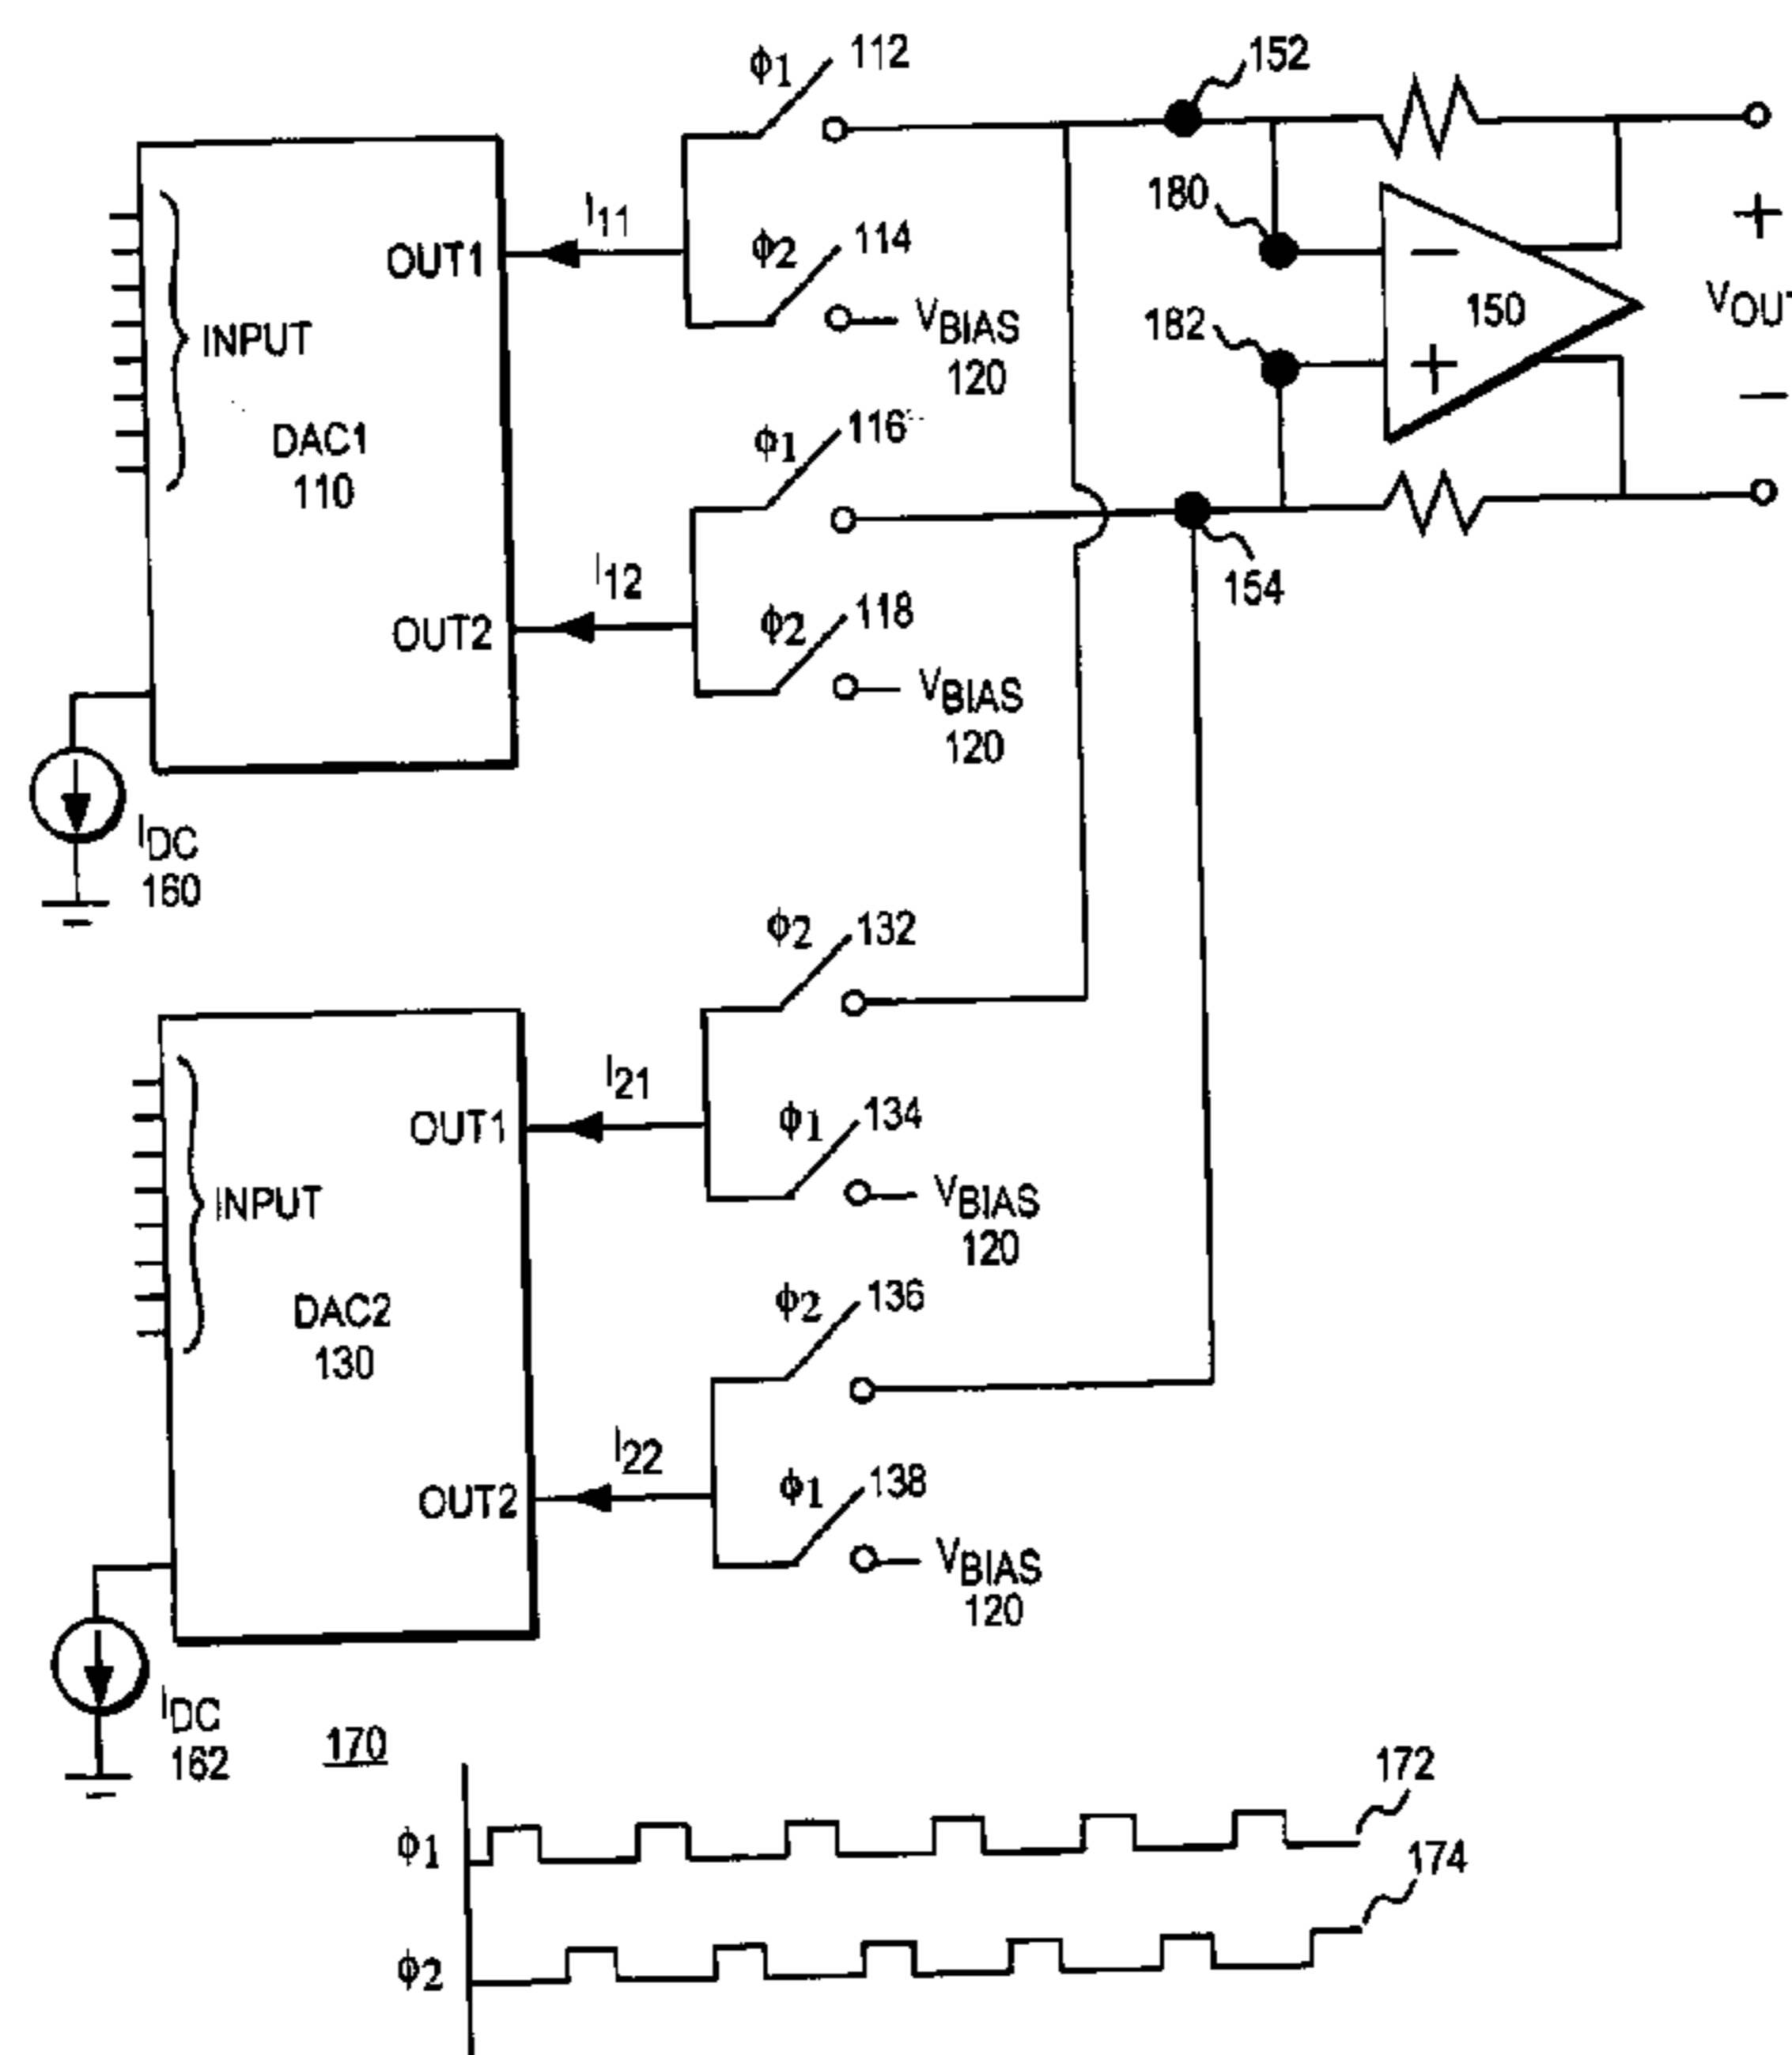 ϕ1 112
152
I11
OUT1
ϕ2 114
180
−
+
150
VOUT
INPUT
VBIAS
120
182
+
−
DAC1
110
ϕ1 116
I12
154
OUT2
ϕ2 118
VBIAS
120
IDC
160
ϕ2 132
I21
OUT1
ϕ1 134
INPUT
VBIAS
120
DAC2
130
ϕ2 136
I22
OUT2
ϕ1 138
VBIAS
120
IDC
162
170
172
ϕ1
174
ϕ2